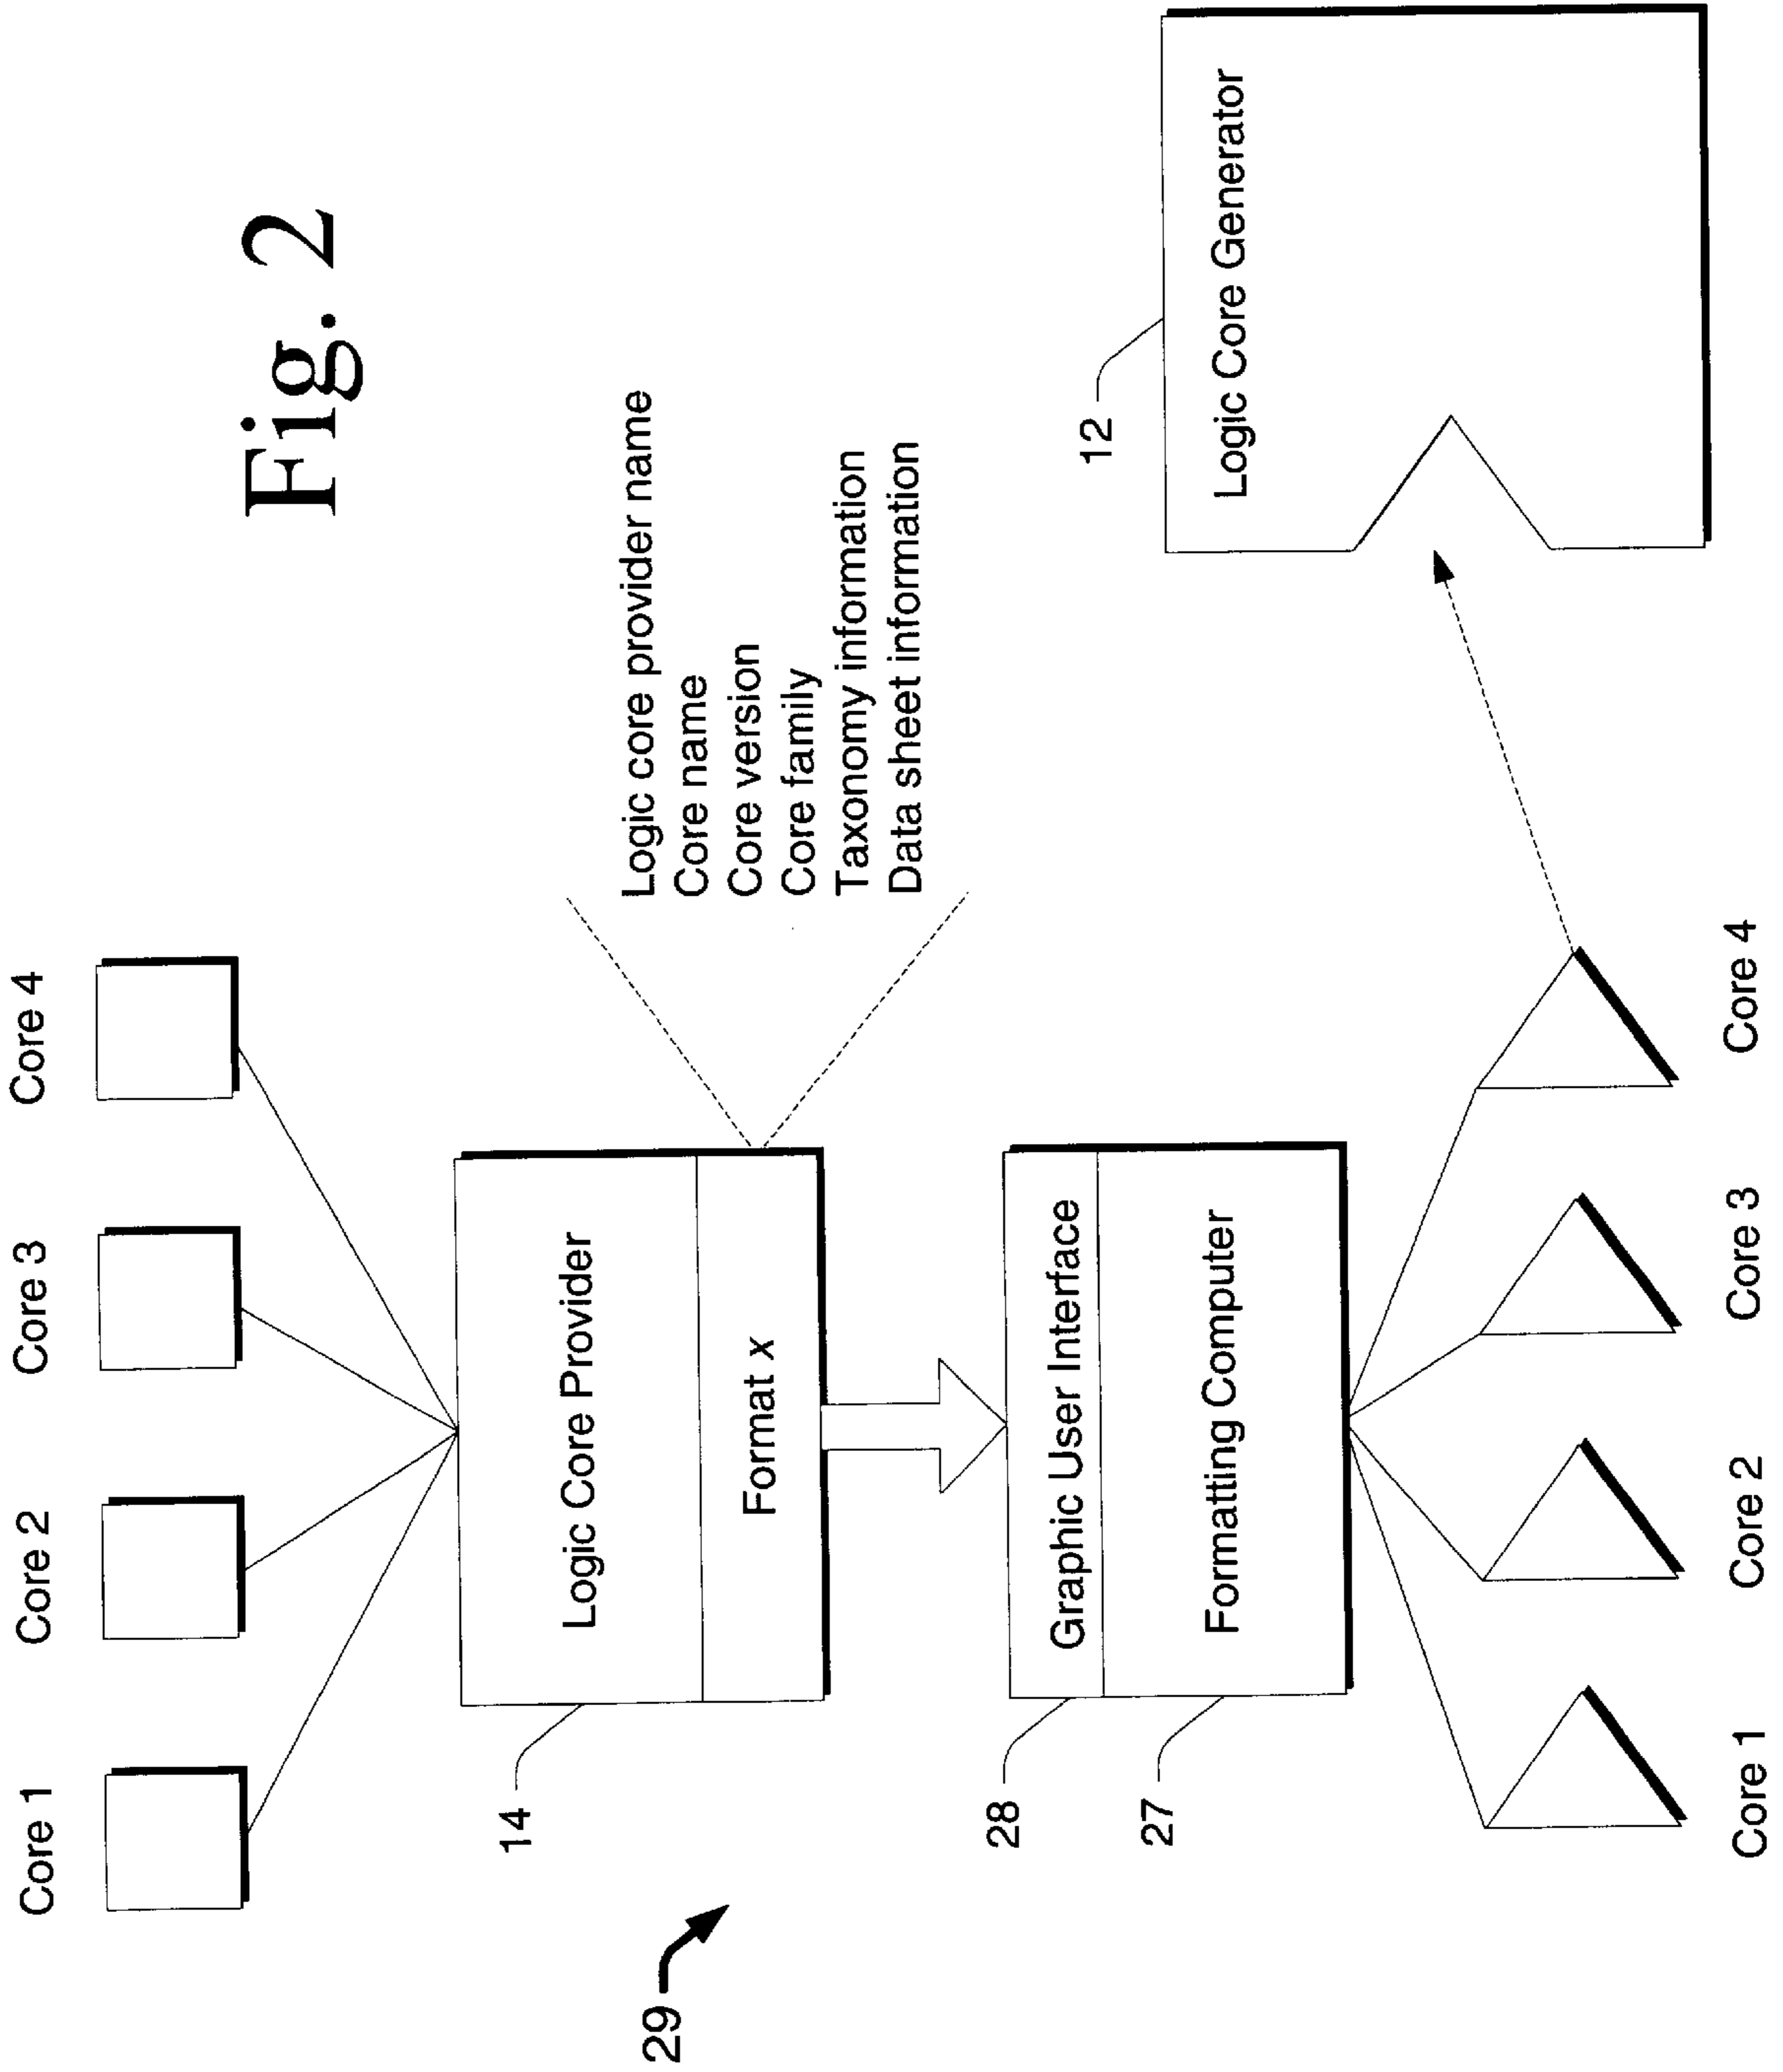 Fig. 2
Core 1
Core 2
Core 3
Core 4
14
Logic Core Provider
Format x
Logic core provider name
Core name
Core version
Core family
Taxonomy information
Data sheet information
29
28
Graphic User Interface
27
Formatting Computer
12
Logic Core Generator
Core 1
Core 2
Core 3
Core 4